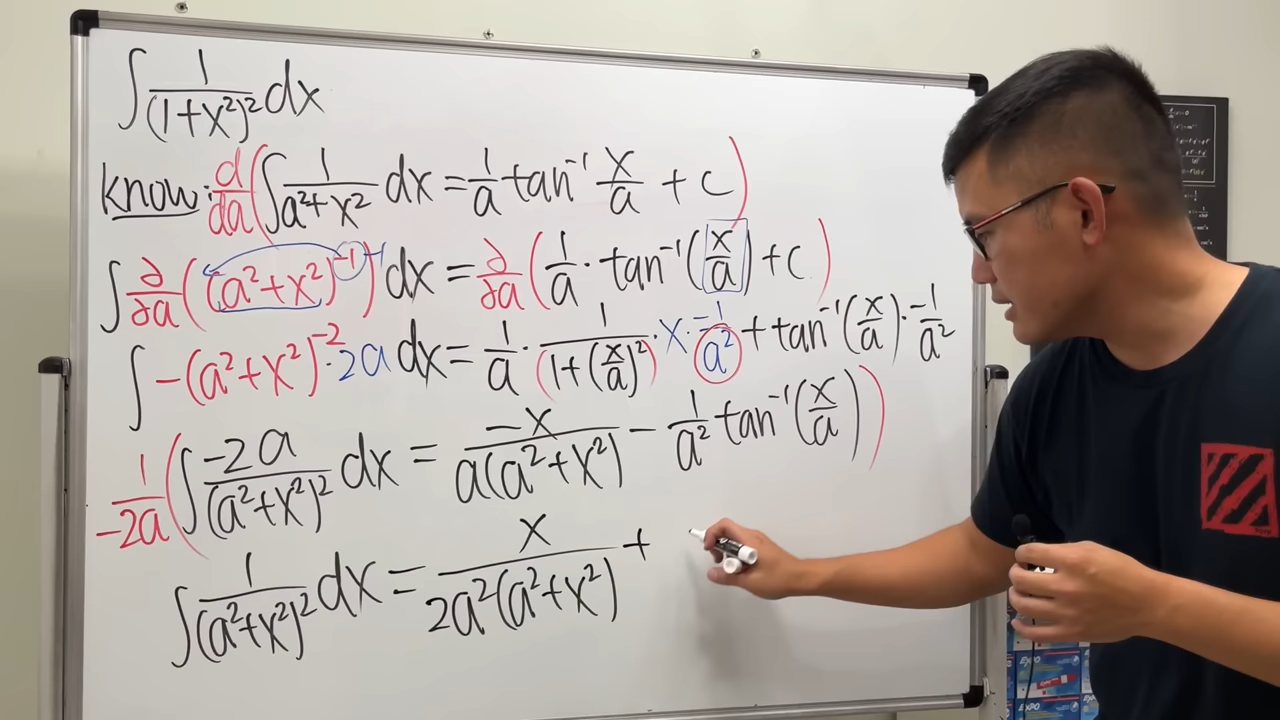 ∫ 1/(1+x²)² dx
know: d/da (∫ 1/(a²+x²) dx = 1/a tan⁻¹ x/a + c)
∫ ∂/∂a ((a²+x²)⁻¹)⁻¹ dx = ∂/∂a (1/a · tan⁻¹(x/a) + c)
∫ -(a²+x²)⁻² · 2a dx = 1/a · 1/(1+(x/a)²) · x · -1/a² + tan⁻¹(x/a) · -1/a²
1/-2a (∫ -2a/(a²+x²)² dx = -x/a(a²+x²) - 1/a² tan⁻¹(x/a))
∫ 1/(a²+x²)² dx = x/2a²(a²+x²) +
EXPO
EXPO